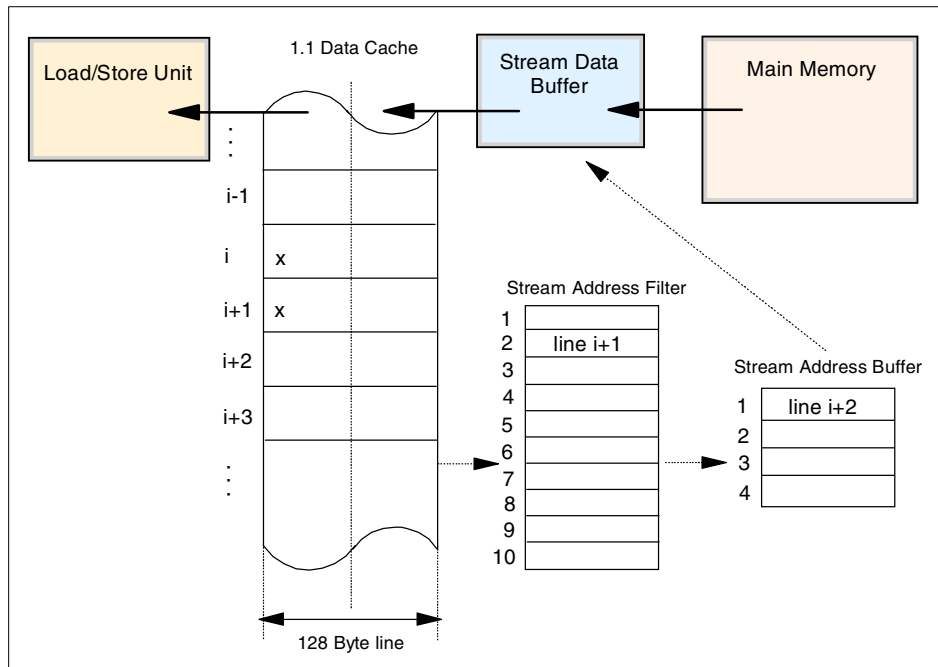 1.1 Data Cache
Load/Store Unit
Stream Data
Buffer
Main Memory
. . .
i-1
i
x
i+1
x
i+2
i+3
. . .
128 Byte line
Stream Address Filter
1
2
line i+1
3
4
5
6
7
8
9
10
Stream Address Buffer
1
line i+2
2
3
4